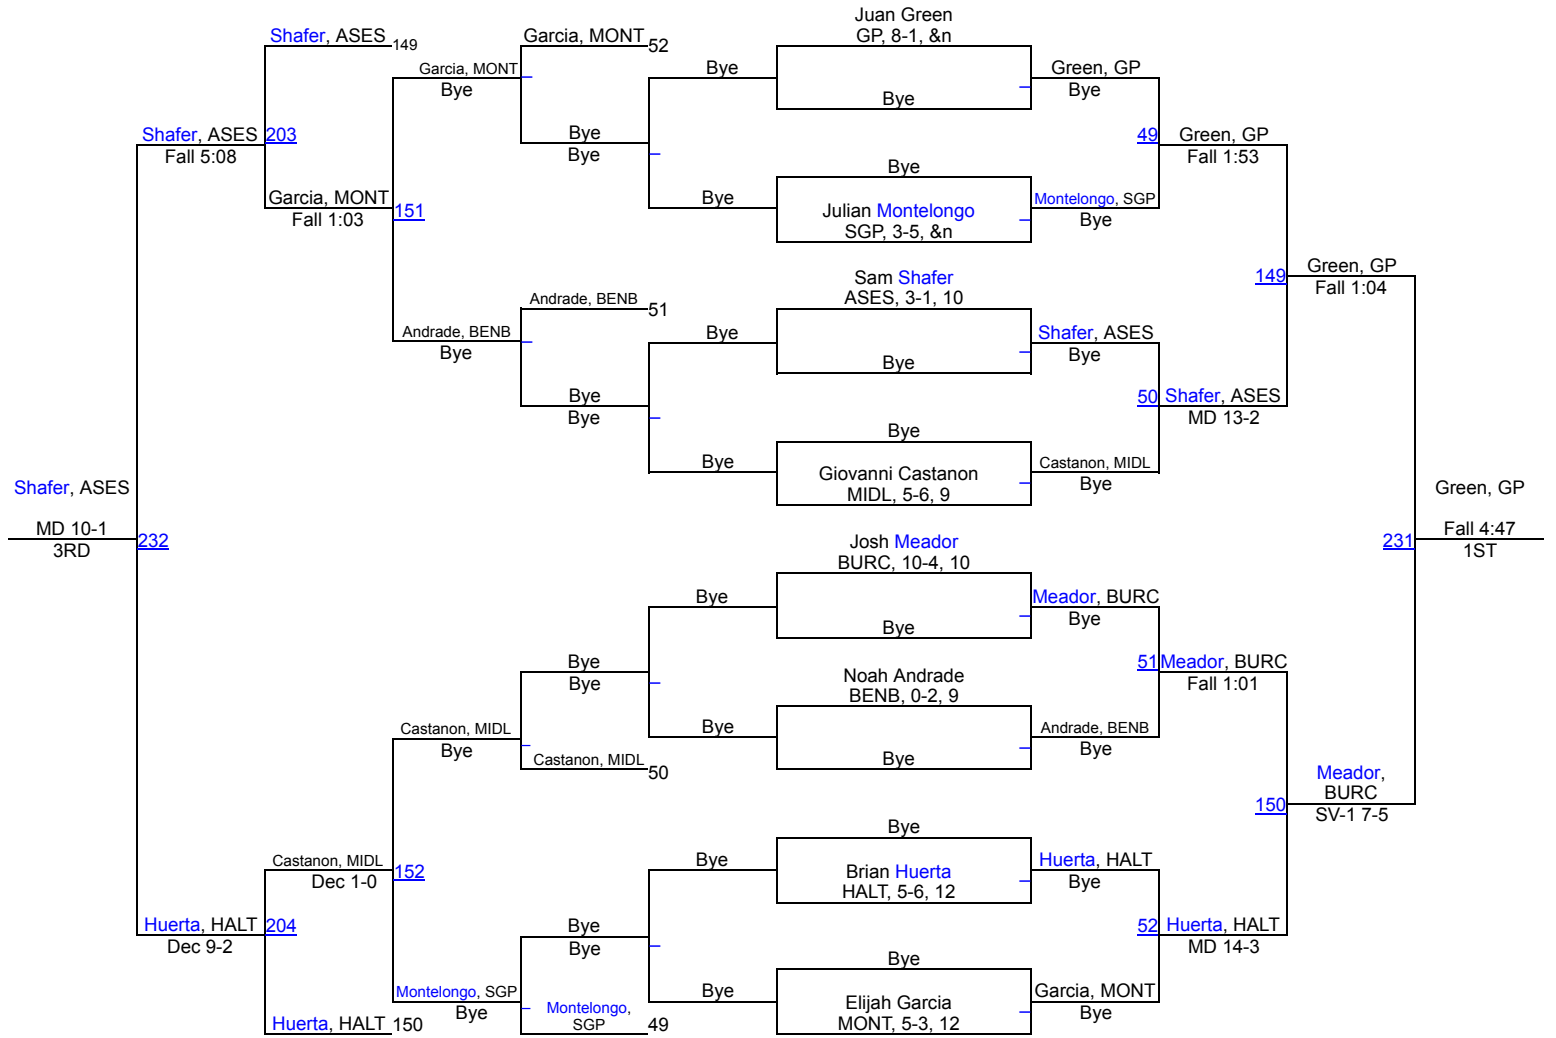 Juan Green
GP, 8-1, &n
Shafer, ASES 149
Garcia, MONT 52
Garcia, MONT
Bye
Bye
Green, GP
Bye
Bye
Shafer, ASES 203
Fall 5:08
Bye
Bye
49 Green, GP
Fall 1:53
Bye
Garcia, MONT
Fall 1:03
151
Bye
Julian Montelongo
SGP, 3-5, &n
Montelongo, SGP
Bye
Sam Shafer
ASES, 3-1, 10
149 Green, GP
Fall 1:04
Andrade, BENB 51
Andrade, BENB
Bye
Bye
Shafer, ASES
Bye
Bye
Bye
Bye
50 Shafer, ASES
MD 13-2
Bye
Bye
Giovanni Castanon
MIDL, 5-6, 9
Castanon, MIDL
Bye
Shafer, ASES
MD 10-1
3RD
232
Green, GP
231 Fall 4:47
1ST
Josh Meador
BURC, 10-4, 10
Bye
Meador, BURC
Bye
Bye
Bye
Bye
Noah Andrade
BENB, 0-2, 9
51 Meador, BURC
Fall 1:01
Castanon, MIDL
Bye
Bye
Andrade, BENB
Bye
Castanon, MIDL 50
Bye
150 Meador,
BURC
SV-1 7-5
Bye
Castanon, MIDL
Dec 1-0
152
Bye
Brian Huerta
HALT, 5-6, 12
Huerta, HALT
Bye
Huerta, HALT 204
Dec 9-2
Bye
Bye
52 Huerta, HALT
MD 14-3
Bye
Montelongo, SGP
Bye
Bye
Elijah Garcia
MONT, 5-3, 12
Garcia, MONT
Bye
Huerta, HALT 150
Montelongo,
SGP 49